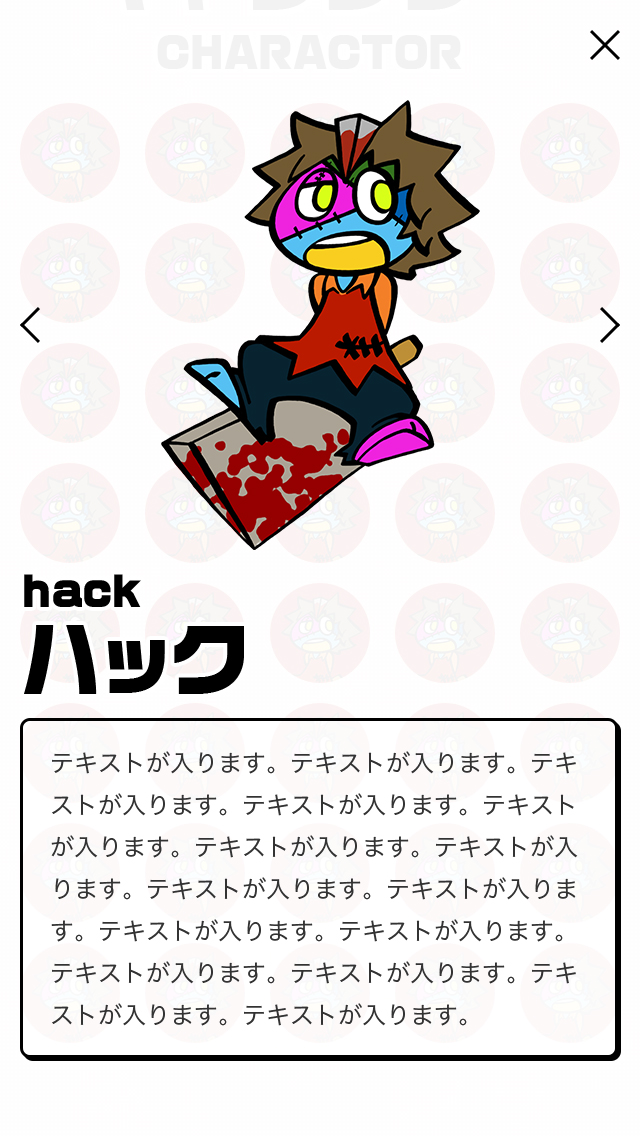 CHARACTOR
hack
ハック
テキストが入ります。テキストが入ります。テキ
ストが入ります。テキストが入ります。テキスト
が入ります。テキストが入ります。テキストが入
ります。テキストが入ります。テキストが入りま
す。テキストが入ります。テキストが入ります。
テキストが入ります。テキストが入ります。テキ
ストが入ります。テキストが入ります。